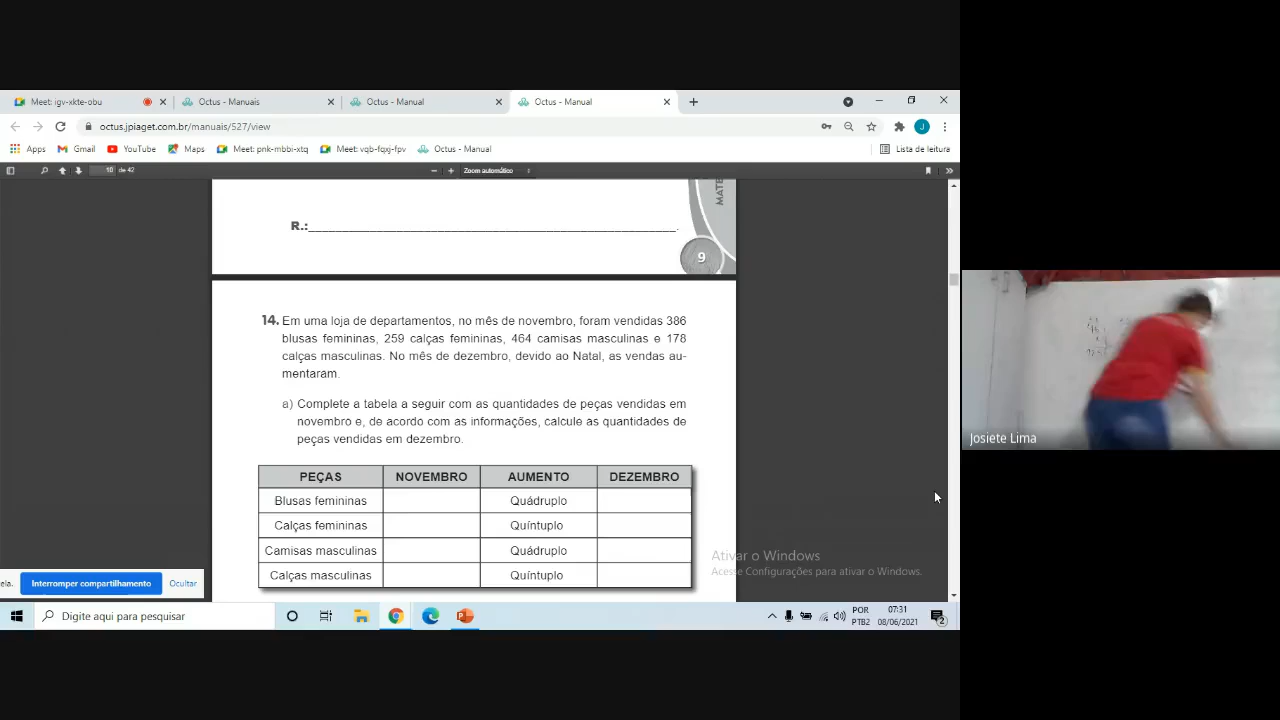 Meet: igv-xkte-obu
Octus - Manuais
Octus - Manual
Octus - Manual
octus.jpiaget.com.br/manuais/527/view
Apps
Gmail
YouTube
Maps
Meet: pnk-mbbi-xtq
Meet: vqb-fqxj-fpv
Octus - Manual
Lista de leitura
10 de 42
Zoom automático
MATE
R.:
9
14. Em uma loja de departamentos, no mês de novembro, foram vendidas 386
blusas femininas, 259 calças femininas, 464 camisas masculinas e 178
calças masculinas. No mês de dezembro, devido ao Natal, as vendas au-
mentaram.
a) Complete a tabela a seguir com as quantidades de peças vendidas em
novembro e, de acordo com as informações, calcule as quantidades de
peças vendidas em dezembro.
PEÇAS NOVEMBRO AUMENTO DEZEMBRO
Blusas femininas Quádruplo
Calças femininas Quíntuplo
Camisas masculinas Quádruplo
Calças masculinas Quíntuplo
Josiete Lima
Ativar o Windows
Acesse Configurações para ativar o Windows.
ela.
Interromper compartilhamento
Ocultar
Digite aqui para pesquisar
POR
PTB2
07:31
08/06/2021
2